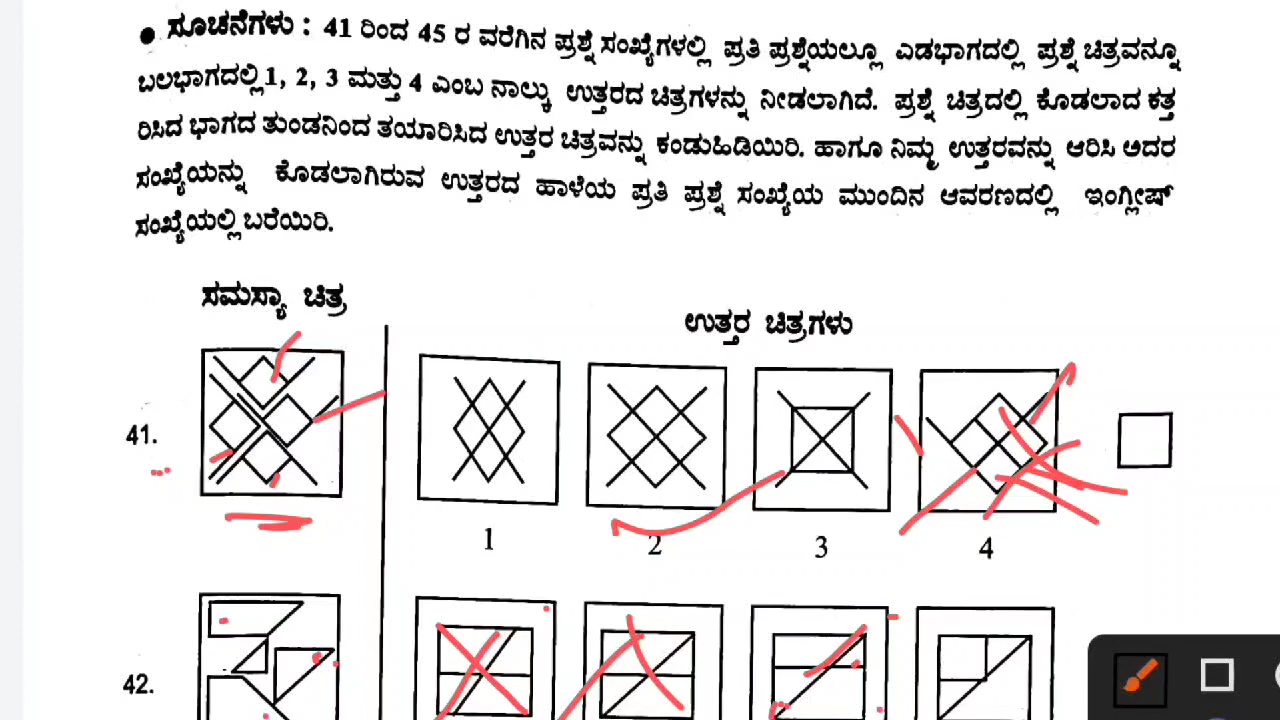 • ಸೂಚನೆಗಳು : 41 ರಿಂದ 45 ರ ವರೆಗಿನ ಪ್ರಶ್ನೆ ಸಂಖ್ಯೆಗಳಲ್ಲಿ ಪ್ರತಿ ಪ್ರಶ್ನೆಯಲ್ಲೂ ಎಡಭಾಗದಲ್ಲಿ ಪ್ರಶ್ನೆ ಚಿತ್ರವನ್ನೂ
ಬಲಭಾಗದಲ್ಲಿ 1, 2, 3 ಮತ್ತು 4 ಎಂಬ ನಾಲ್ಕು ಉತ್ತರದ ಚಿತ್ರಗಳನ್ನು ನೀಡಲಾಗಿದೆ. ಪ್ರಶ್ನೆ ಚಿತ್ರದಲ್ಲಿ ಕೊಡಲಾದ ಕತ್ತ
ರಿಸಿದ ಭಾಗದ ತುಂಡನಿಂದ ತಯಾರಿಸಿದ ಉತ್ತರ ಚಿತ್ರವನ್ನು ಕಂಡುಹಿಡಿಯಿರಿ. ಹಾಗೂ ನಿಮ್ಮ ಉತ್ತರವನ್ನು ಆರಿಸಿ ಅದರ
ಸಂಖ್ಯೆಯನ್ನು ಕೊಡಲಾಗಿರುವ ಉತ್ತರದ ಹಾಳೆಯ ಪ್ರತಿ ಪ್ರಶ್ನೆ ಸಂಖ್ಯೆಯ ಮುಂದಿನ ಆವರಣದಲ್ಲಿ ಇಂಗ್ಲೀಷ್
ಸಂಖ್ಯೆಯಲ್ಲಿ ಬರೆಯಿರಿ.
ಸಮಸ್ಯಾ ಚಿತ್ರ
ಉತ್ತರ ಚಿತ್ರಗಳು
41.
1 2 3 4
42.